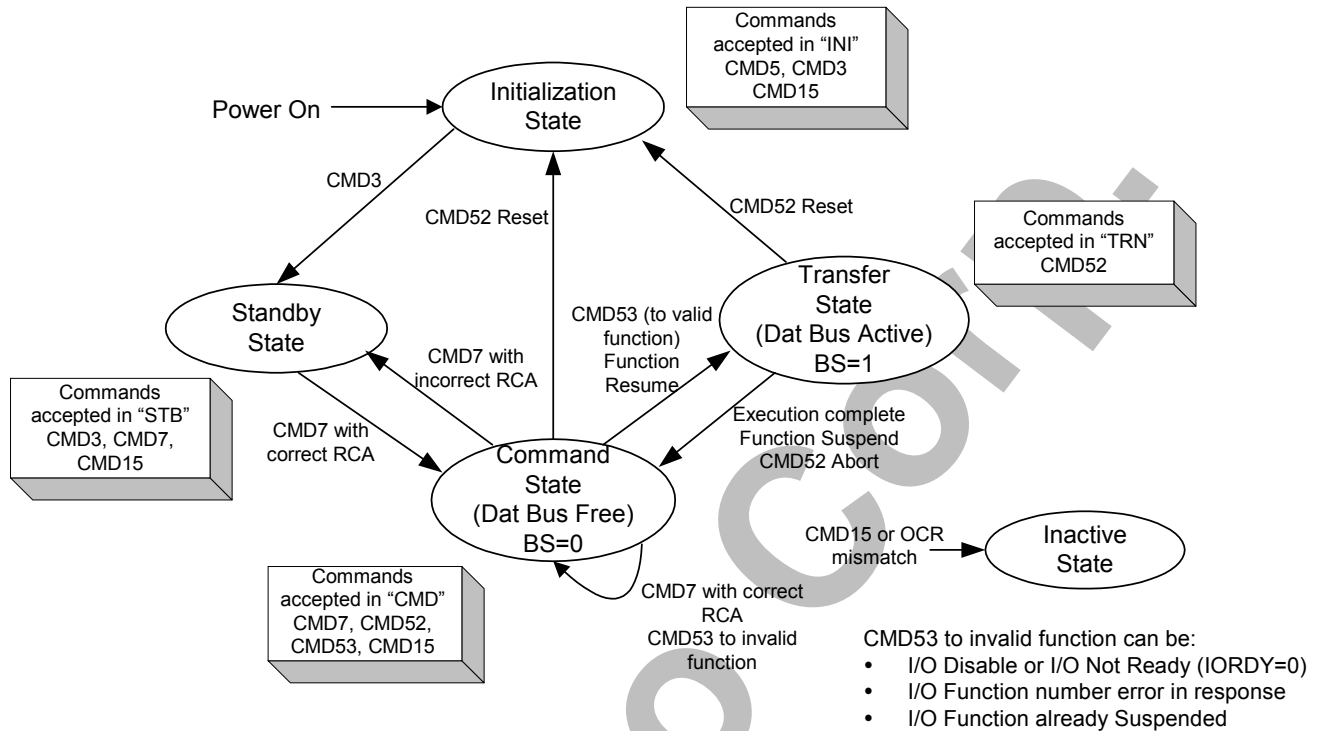 Commands
accepted in “INI”
CMD5, CMD3
CMD15
Power On
Initialization
State
CMD3
CMD52 Reset
CMD52 Reset
Commands
accepted in “TRN”
CMD52
Standby
State
Transfer
State
(Dat Bus Active)
BS=1
CMD53 (to valid
function)
Function
Resume
CMD7 with
incorrect RCA
Commands
accepted in “STB”
CMD3, CMD7,
CMD15
CMD7 with
correct RCA
Execution complete
Function Suspend
CMD52 Abort
Command
State
(Dat Bus Free)
BS=0
CMD15 or OCR
mismatch
Inactive
State
Commands
accepted in “CMD”
CMD7, CMD52,
CMD53, CMD15
CMD7 with correct
RCA
CMD53 to invalid
function
CMD53 to invalid function can be:
• I/O Disable or I/O Not Ready (IORDY=0)
• I/O Function number error in response
• I/O Function already Suspended